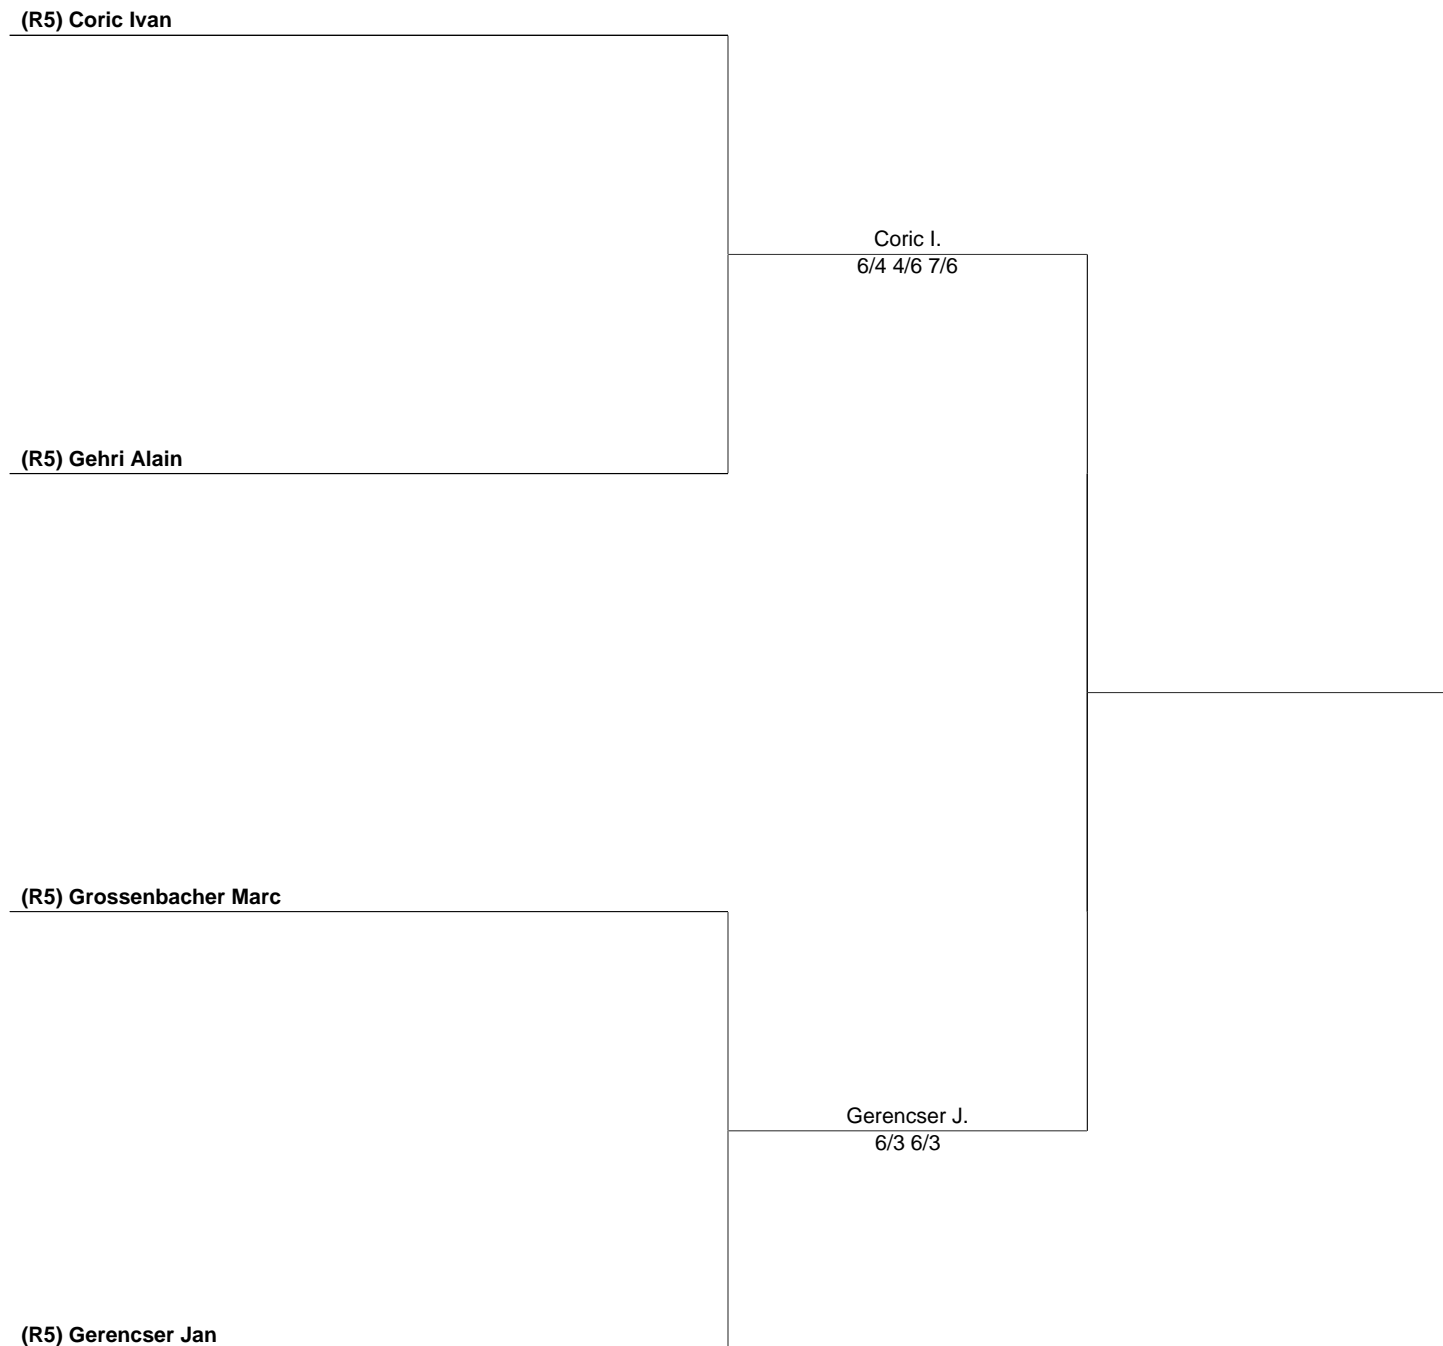 (R5) Coric Ivan
Coric I.
6/4 4/6 7/6
(R5) Gehri Alain
(R5) Grossenbacher Marc
Gerencser J.
6/3 6/3
(R5) Gerencser Jan